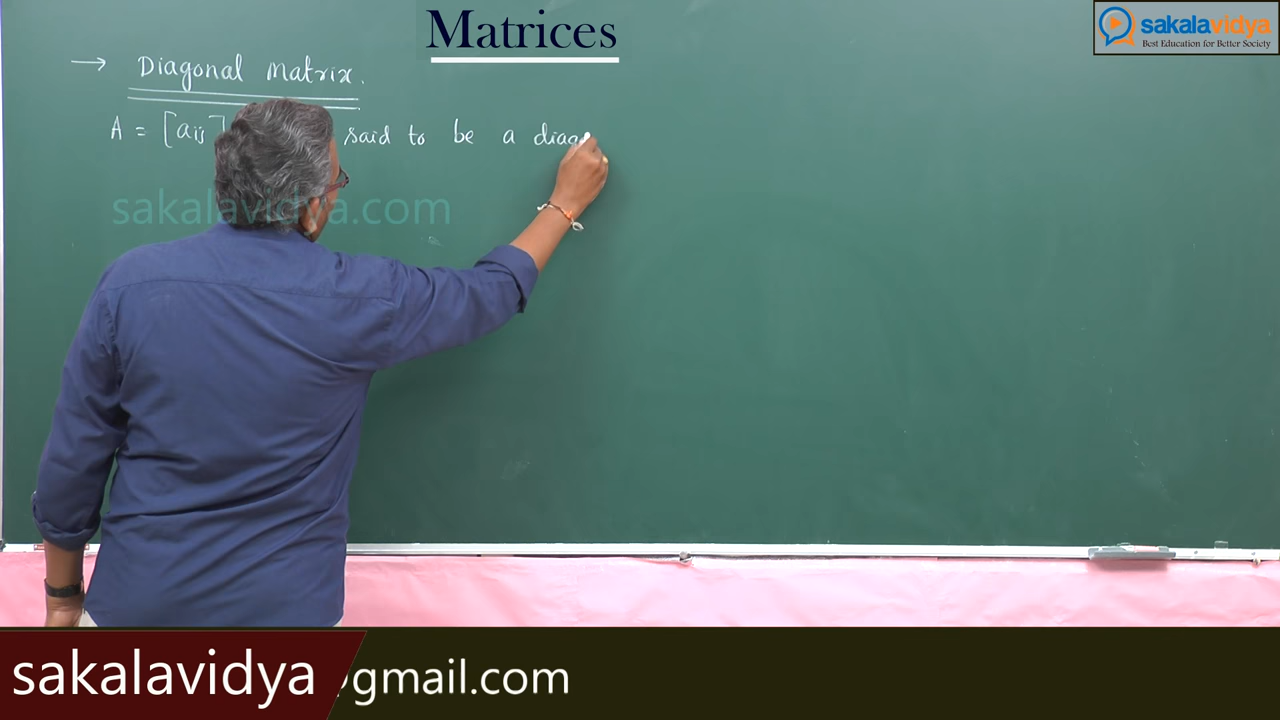 Matrices
sakalavidya
Best Education for Better Society
→ Diagonal Matrix.
A = [aij] said to be a diag
sakalavidya.com
sakalavidya
@gmail.com